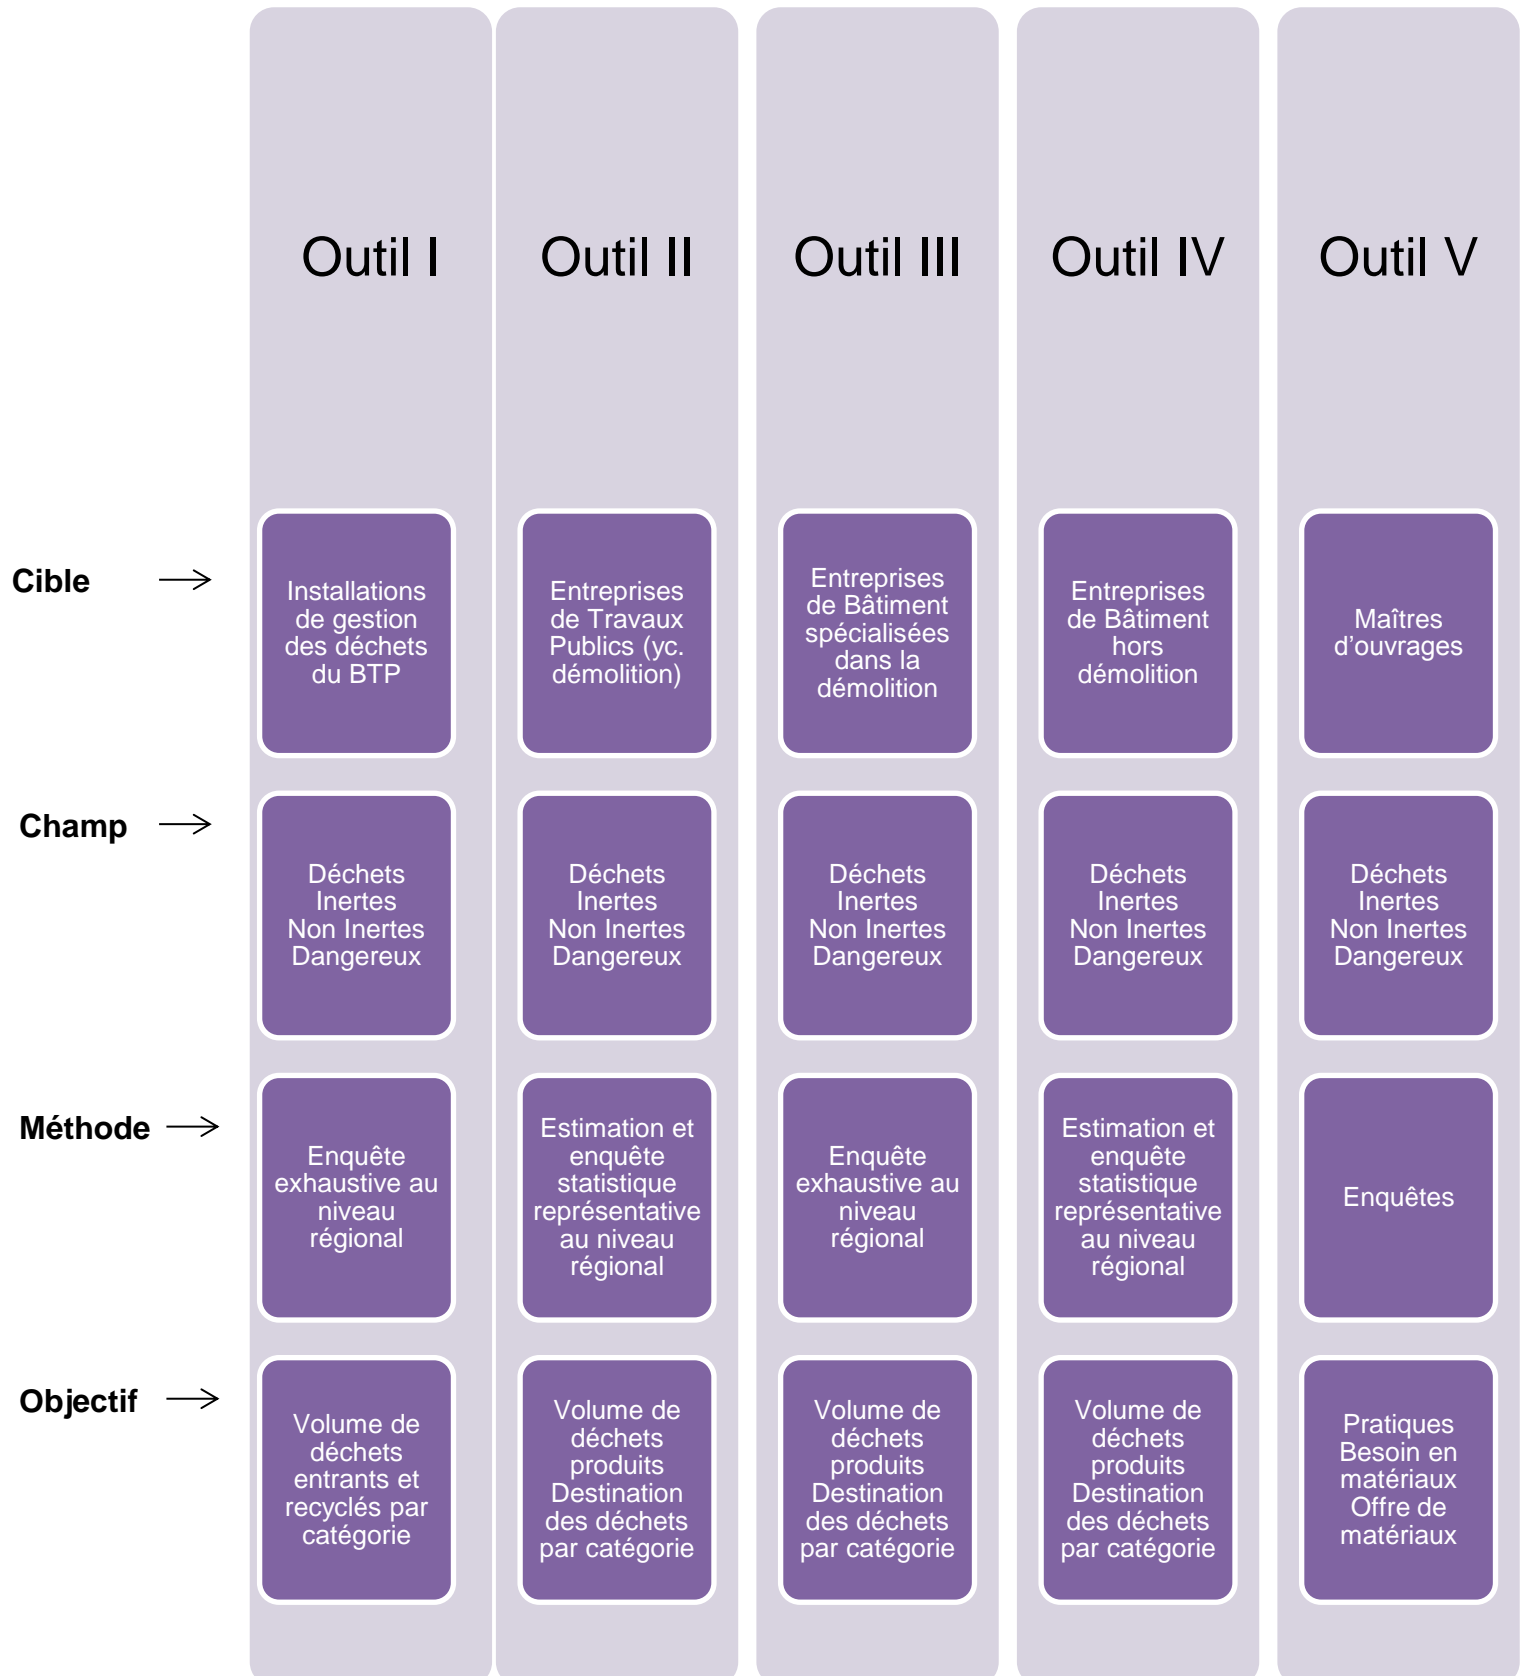 Outil I
Outil II
Outil III
Outil IV
Outil V
Cible
Installations
de gestion
des déchets
du BTP
Entreprises
de Travaux
Publics (yc.
démolition)
Entreprises
de Bâtiment
spécialisées
dans la
démolition
Entreprises
de Bâtiment
hors
démolition
Maîtres
d’ouvrages
Champ
Déchets
Inertes
Non Inertes
Dangereux
Déchets
Inertes
Non Inertes
Dangereux
Déchets
Inertes
Non Inertes
Dangereux
Déchets
Inertes
Non Inertes
Dangereux
Déchets
Inertes
Non Inertes
Dangereux
Méthode
Enquête
exhaustive au
niveau
régional
Estimation et
enquête
statistique
représentative
au niveau
régional
Enquête
exhaustive au
niveau
régional
Estimation et
enquête
statistique
représentative
au niveau
régional
Enquêtes
Objectif
Volume de
déchets
entrants et
recyclés par
catégorie
Volume de
déchets
produits
Destination
des déchets
par catégorie
Volume de
déchets
produits
Destination
des déchets
par catégorie
Volume de
déchets
produits
Destination
des déchets
par catégorie
Pratiques
Besoin en
matériaux
Offre de
matériaux